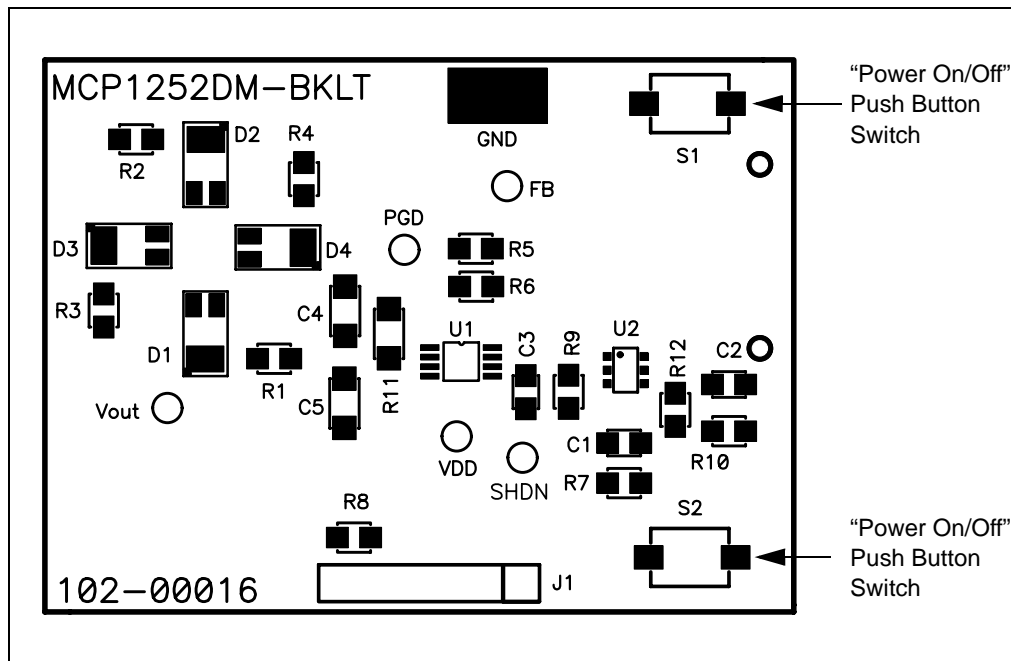 MCP1252DM-BKLT
“Power On/Off”
Push Button
Switch
GND
S1
D2
R4
R2
FB
PGD
D3
D4
R5
R6
R3
C4
U1
U2
D1
R1
R11
C3
R9
R12
C2
C5
Vout
VDD
SHDN
C1
R7
R10
R8
S2
“Power On/Off”
Push Button
Switch
J1
102-00016